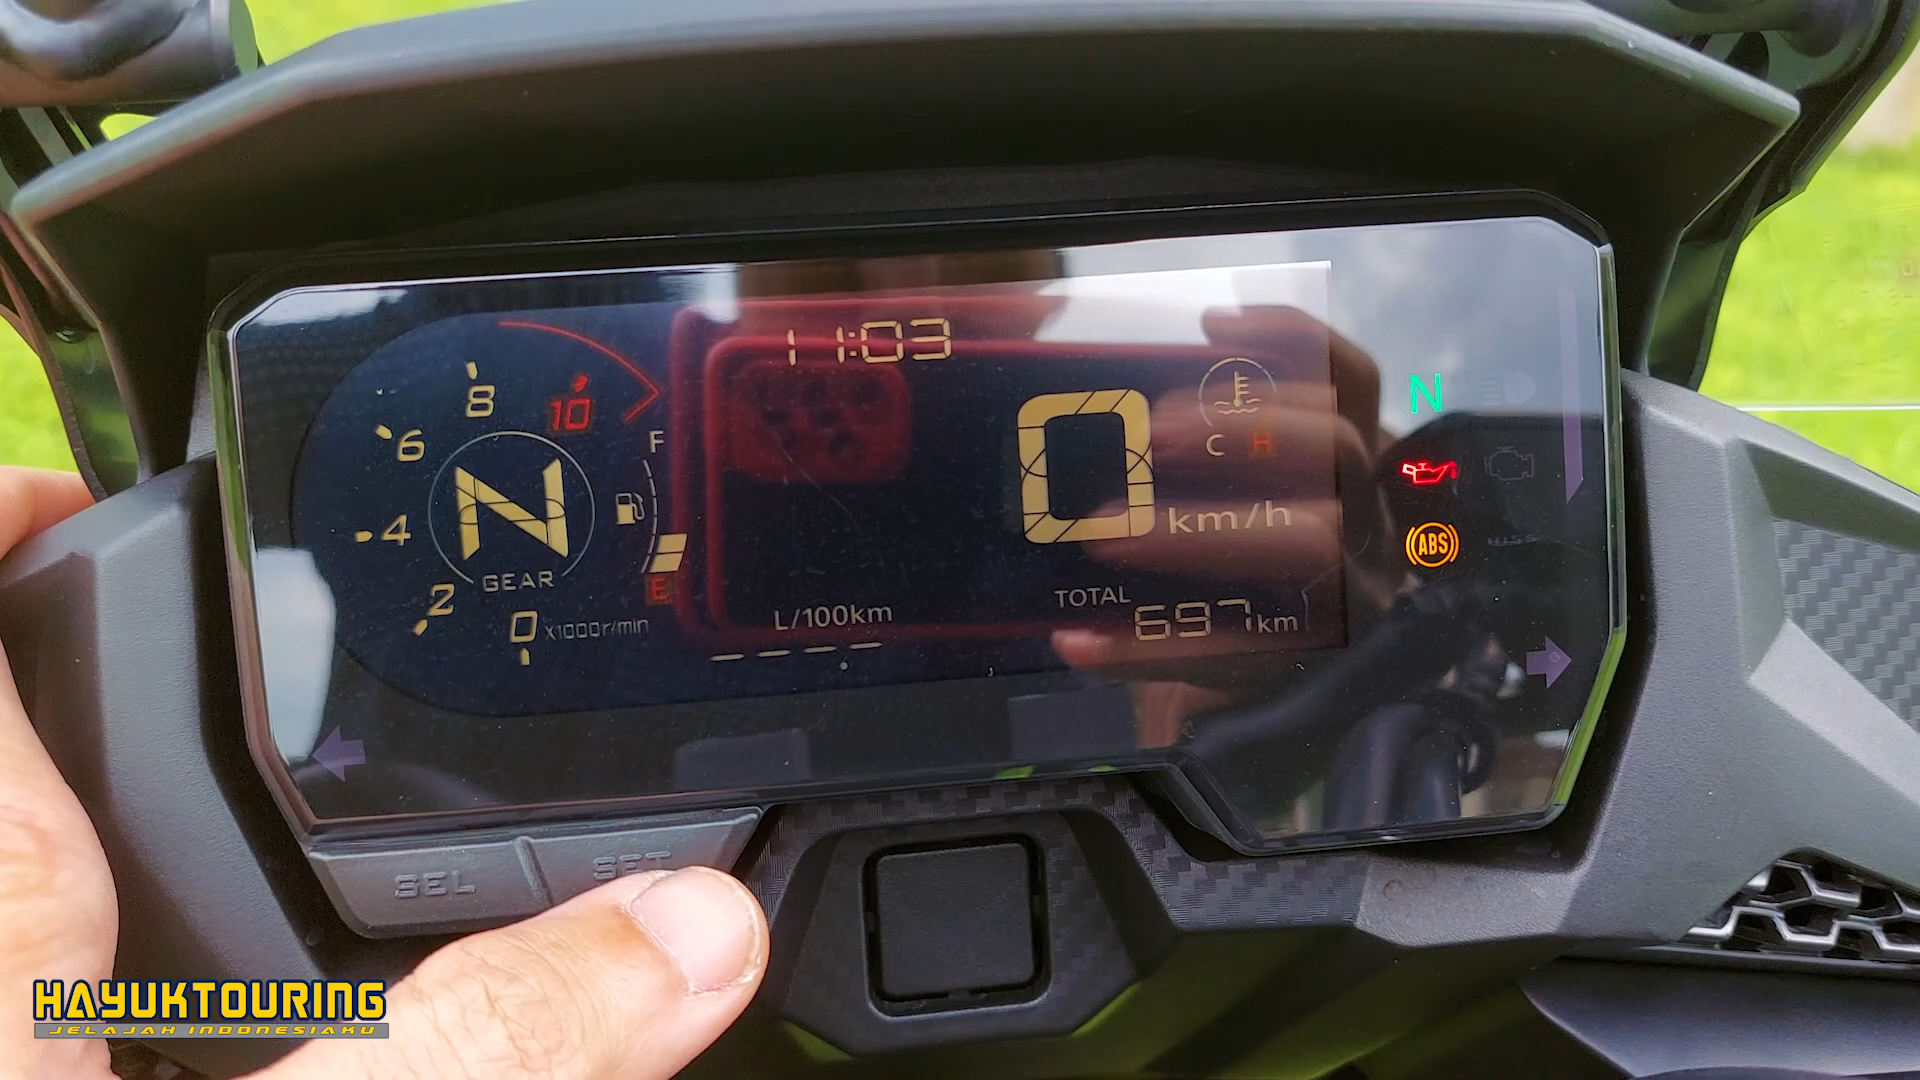 11:03
8
10
6
F
C H
N
N
0 km/h
4
GEAR
E
ABS
HISS
2
0 x1000r/min
L/100km
TOTAL
697km
----
SEL SET
HAYUKTOURING
JELAJAH INDONESIAKU